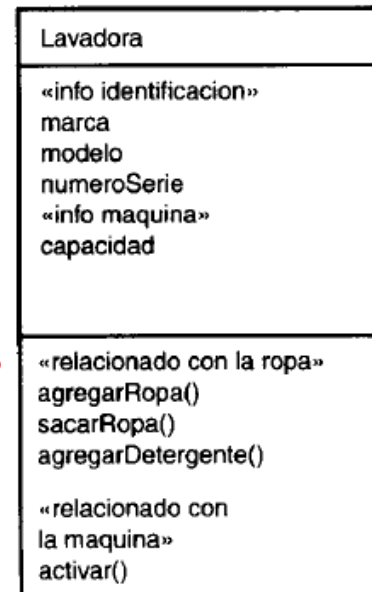 Lavadora
«info identificacion»
marca
modelo
numeroSerie
«info maquina»
capacidad
«relacionado con la ropa»
agregarRopa()
sacarRopa()
agregarDetergente()
«relacionado con
la maquina»
activar()